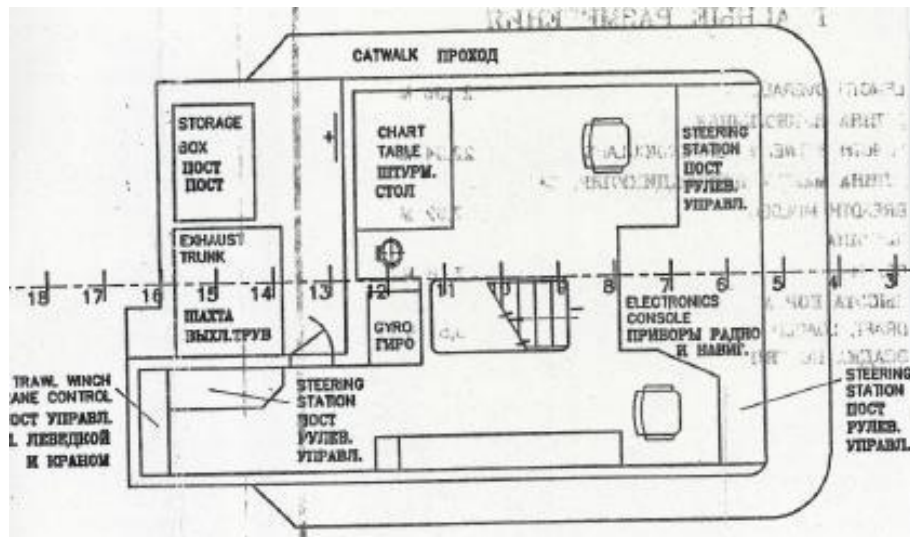 CATWALK ПРОХОД
STORAGE
BOX
ПОСТ
ПОСТ
CHART
TABLE
ШТУРМ.
СТОЛ
STEERING
STATION
ПОСТ
РУЛЕВ.
УПРАВЛ.
EXHAUST
TRUNK
ШАХТА
ВЫХЛ.ТРУБ
18 17 16 15 14 13 12 11 10 9 8 7 6 5 4 3
GYRO
ГИРО
ELECTRONICS
CONSOLE
ПРИБОРЫ РАДИО
И НАВИГ.
TRAWL WINCH
ANE CONTROL
ОСТ УПРАВЛ.
ЛЕБЕДКОЙ
И КРАНОМ
STEERING
STATION
ПОСТ
РУЛЕВ.
УПРАВЛ.
STEERING
STATION
ПОСТ
РУЛЕВ.
УПРАВЛ.